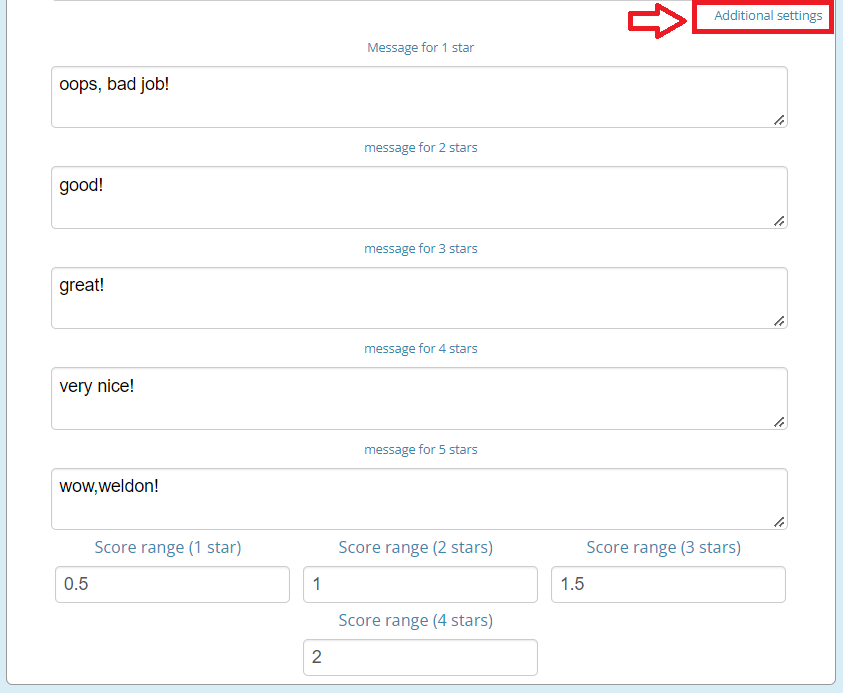 Additional settings
Message for 1 star
oops, bad job!
message for 2 stars
good!
message for 3 stars
great!
message for 4 stars
very nice!
message for 5 stars
wow,weldon!
Score range (1 star) Score range (2 stars) Score range (3 stars)
0.5 1 1.5
Score range (4 stars)
2